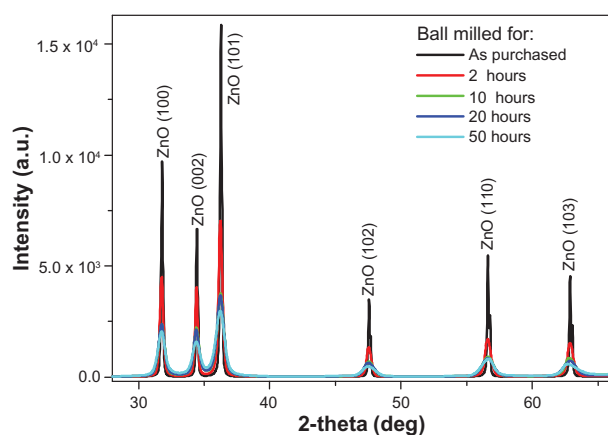 Ball milled for:
As purchased
2 hours
10 hours
20 hours
50 hours
ZnO (100)
ZnO (002)
ZnO (101)
ZnO (102)
ZnO (110)
ZnO (103)
Intensity (a.u.)
1.5 x 10⁴
1.0 x 10⁴
5.0 x 10³
0.0
30 40 50 60
2-theta (deg)